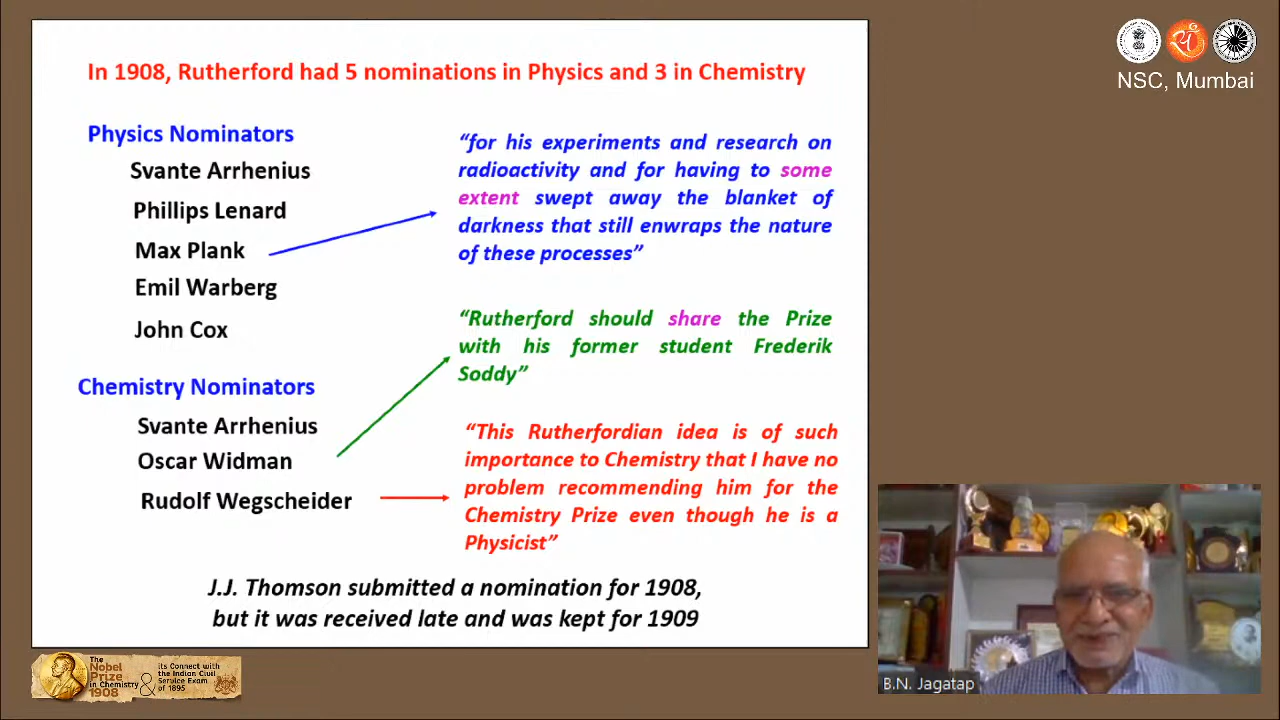 In 1908, Rutherford had 5 nominations in Physics and 3 in Chemistry
Physics Nominators
Svante Arrhenius
Phillips Lenard
Max Plank
Emil Warberg
John Cox
Chemistry Nominators
Svante Arrhenius
Oscar Widman
Rudolf Wegscheider
“for his experiments and research on
radioactivity and for having to some
extent swept away the blanket of
darkness that still enwraps the nature
of these processes”
“Rutherford should share the Prize
with his former student Frederik
Soddy”
“This Rutherfordian idea is of such
importance to Chemistry that I have no
problem recommending him for the
Chemistry Prize even though he is a
Physicist”
J.J. Thomson submitted a nomination for 1908,
but it was received late and was kept for 1909
NSC, Mumbai
B.N. Jagatap
The
Nobel
Prize
in Chemistry
1908
&
its Connect with
the Indian Civil
Service Exam
of 1895